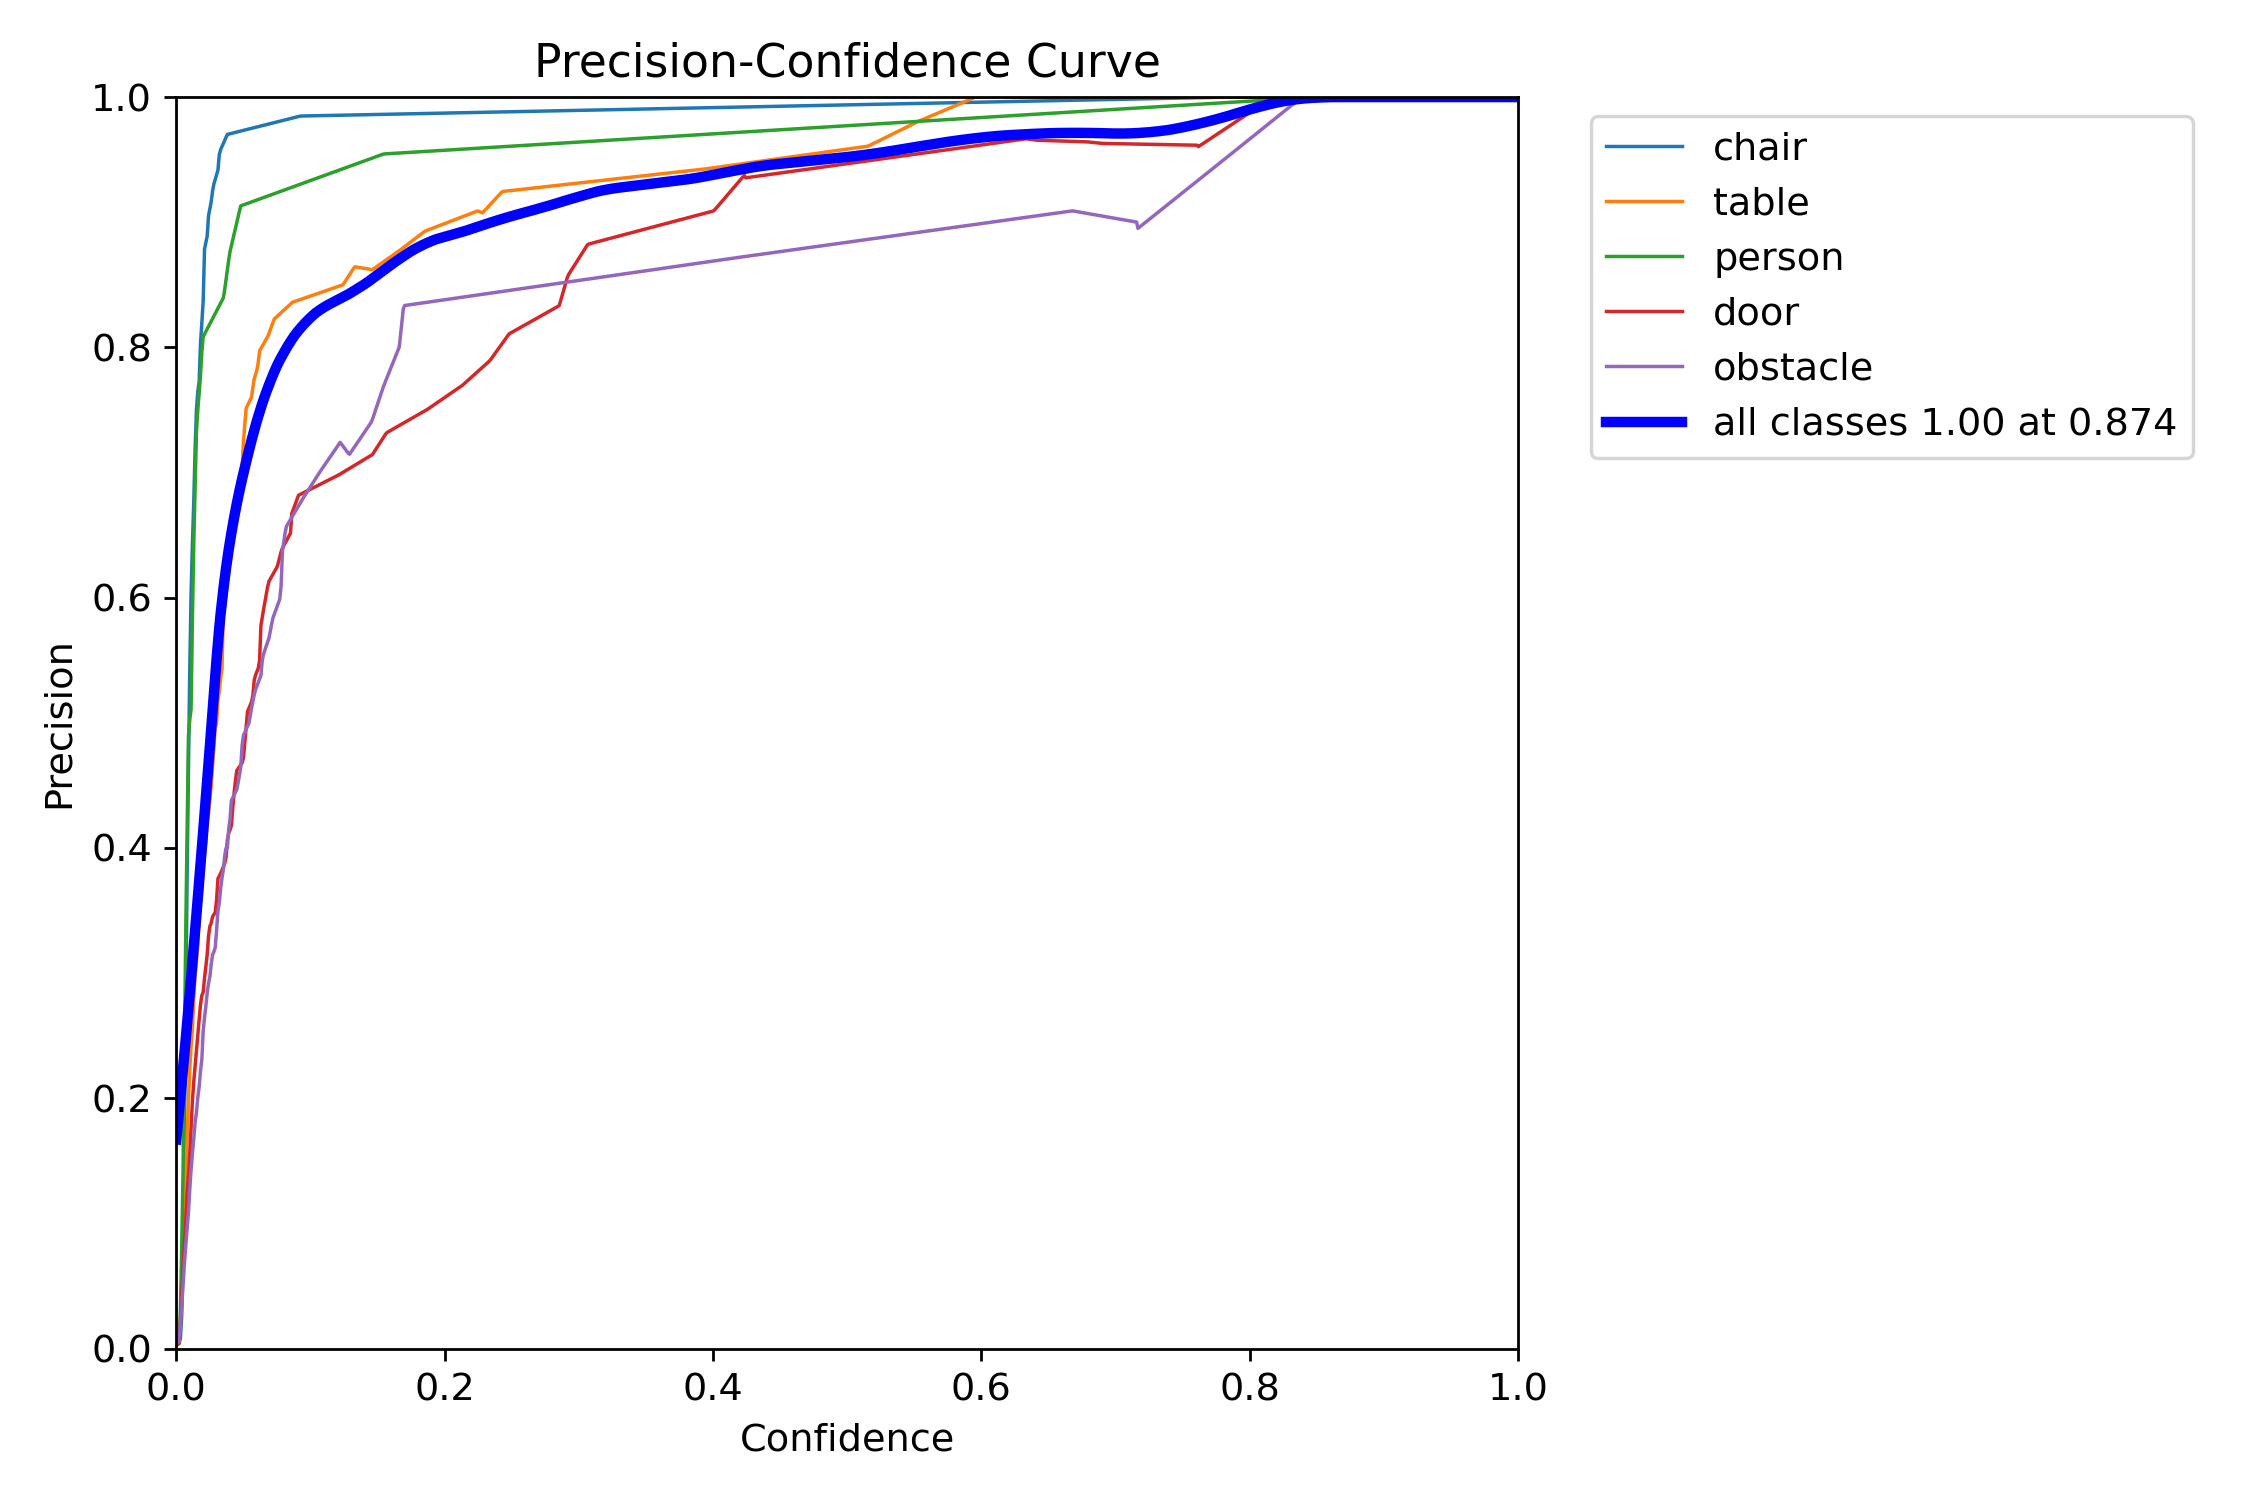 Precision-Confidence Curve
1.0
0.8
0.6
0.4
0.2
0.0
Precision
0.0 0.2 0.4 0.6 0.8 1.0
Confidence
chair
table
person
door
obstacle
all classes 1.00 at 0.874